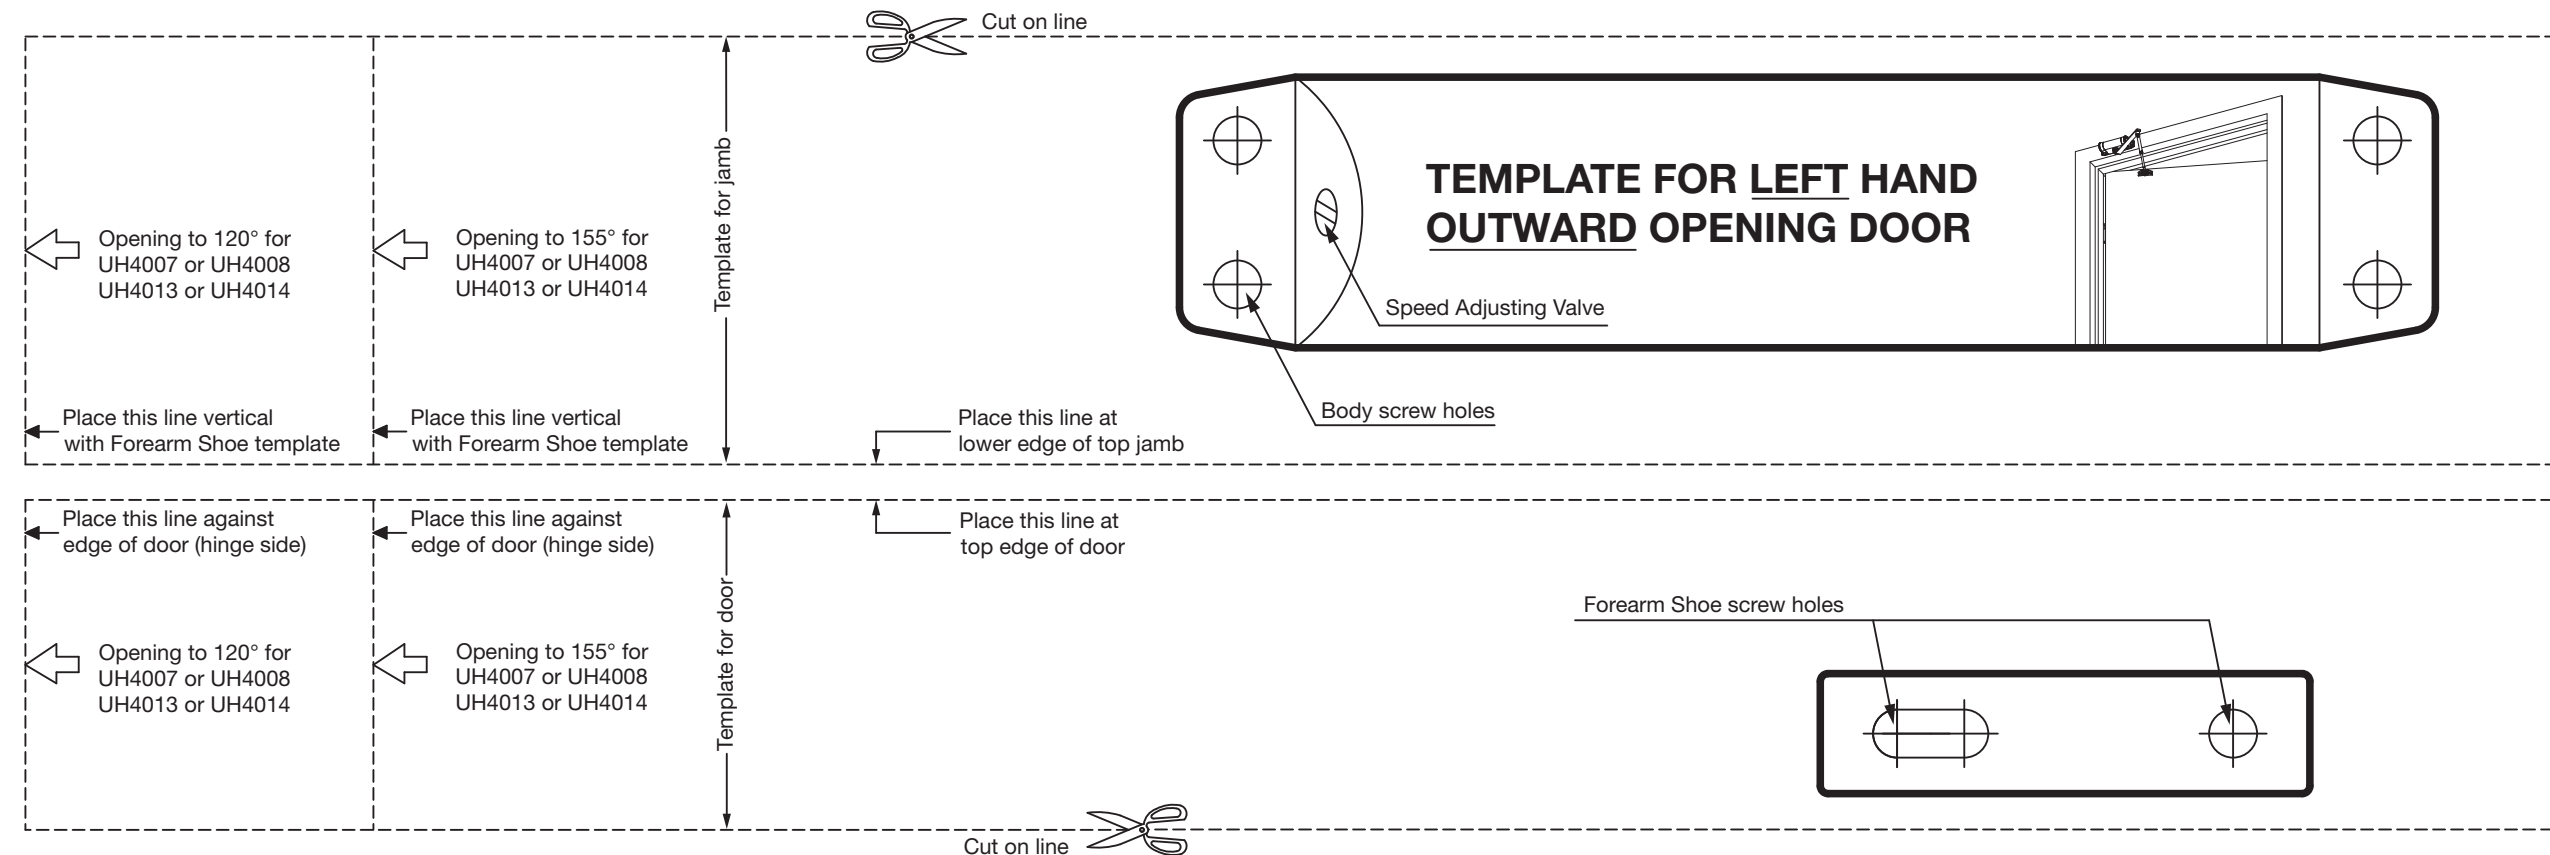 Cut on line
TEMPLATE FOR LEFT HAND
OUTWARD OPENING DOOR
Template for jamb
Opening to 120° for
UH4007 or UH4008
UH4013 or UH4014
Opening to 155° for
UH4007 or UH4008
UH4013 or UH4014
Speed Adjusting Valve
Body screw holes
Place this line vertical
with Forearm Shoe template
Place this line vertical
with Forearm Shoe template
Place this line at
lower edge of top jamb
Place this line against
edge of door (hinge side)
Place this line against
edge of door (hinge side)
Place this line at
top edge of door
Template for door
Forearm Shoe screw holes
Opening to 120° for
UH4007 or UH4008
UH4013 or UH4014
Opening to 155° for
UH4007 or UH4008
UH4013 or UH4014
Cut on line